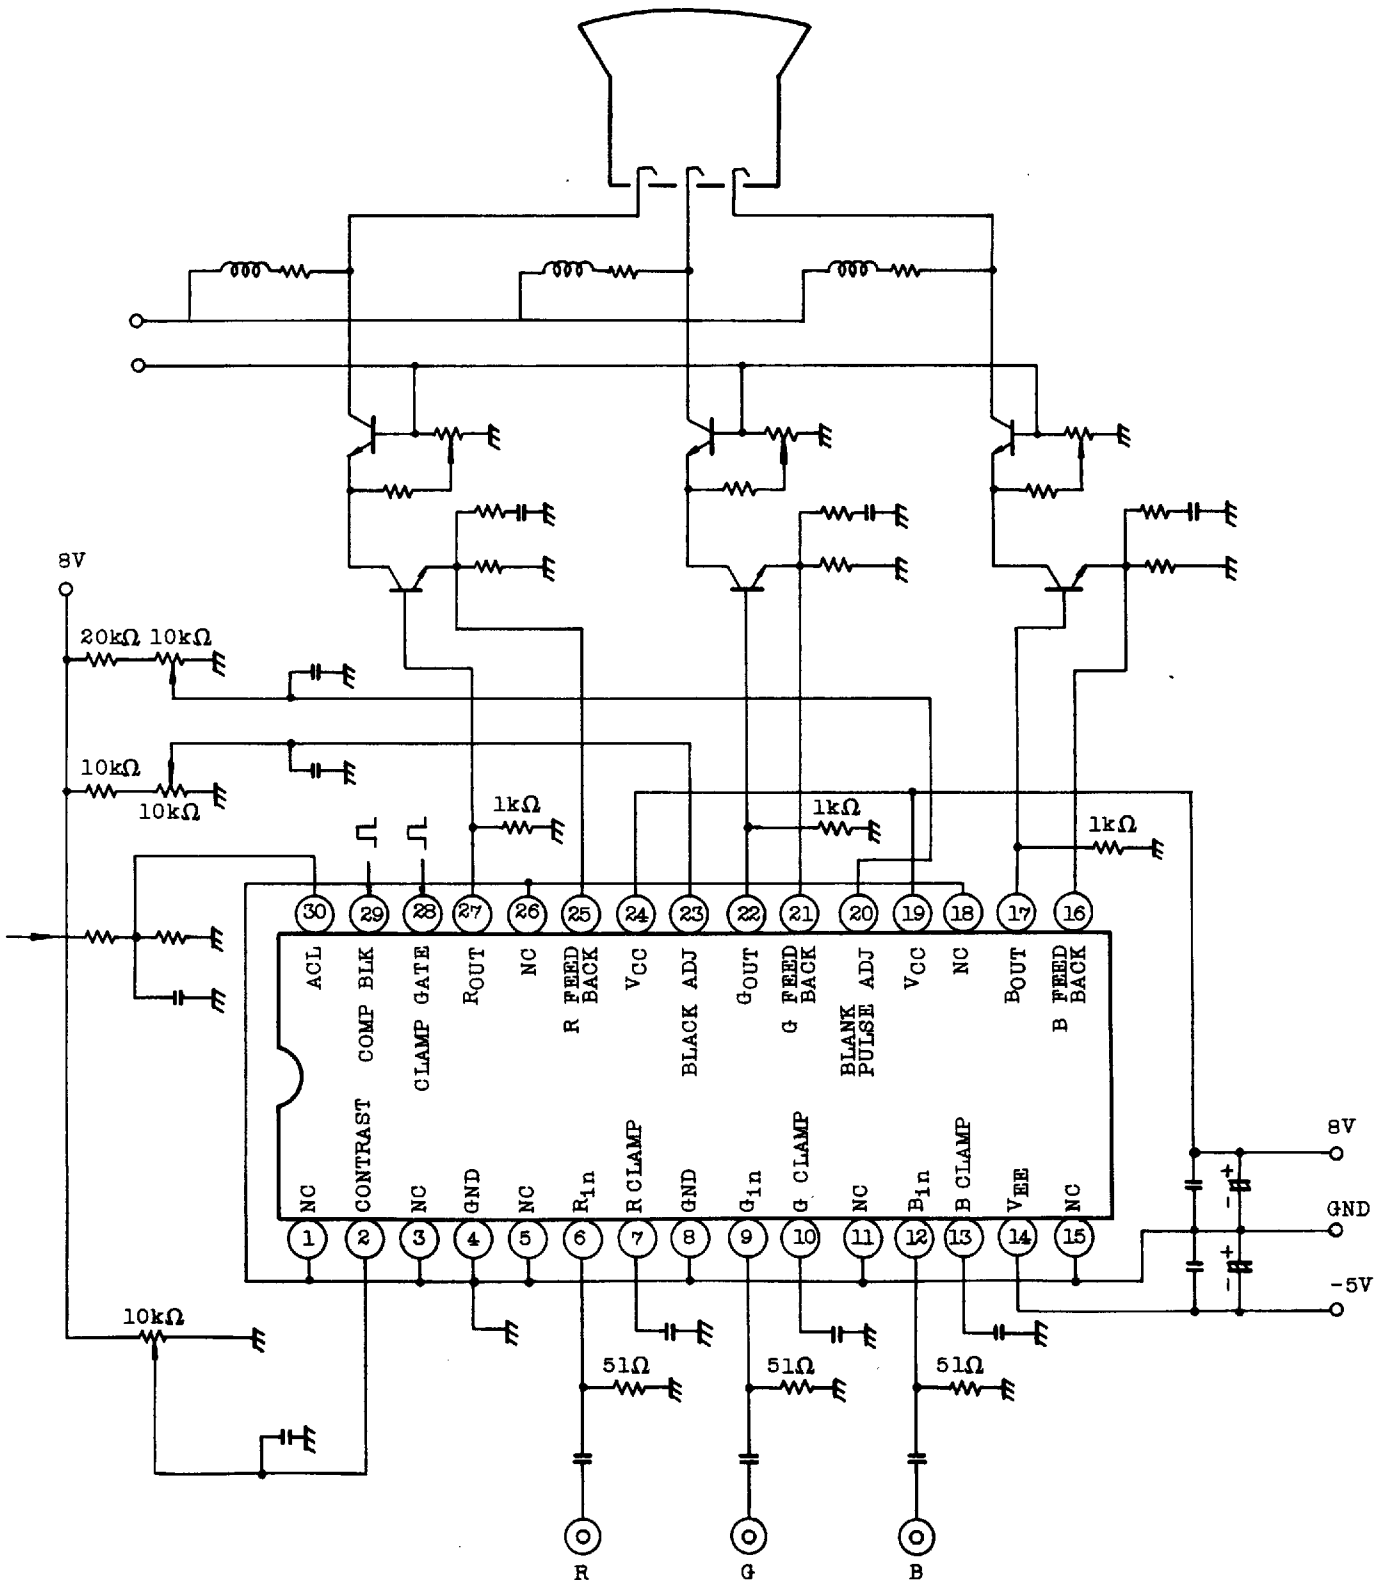 8V
20kΩ 10kΩ
10kΩ
10kΩ
1kΩ
1kΩ
1kΩ
30 29 28 27 26 25 24 23 22 21 20 19 18 17 16
ACL
COMP BLK
CLAMP GATE
ROUT
NC
R FEED
BACK
VCC
BLACK ADJ
GOUT
G FEED
BACK
BLANK
PULSE ADJ
VCC
NC
BOUT
B FEED
BACK
NC
CONTRAST
NC
GND
NC
Rin
R CLAMP
GND
Gin
G CLAMP
NC
Bin
B CLAMP
VEE
NC
1 2 3 4 5 6 7 8 9 10 11 12 13 14 15
8V
+
-
GND
+
-
-5V
10kΩ
51Ω
51Ω
51Ω
R
G
B